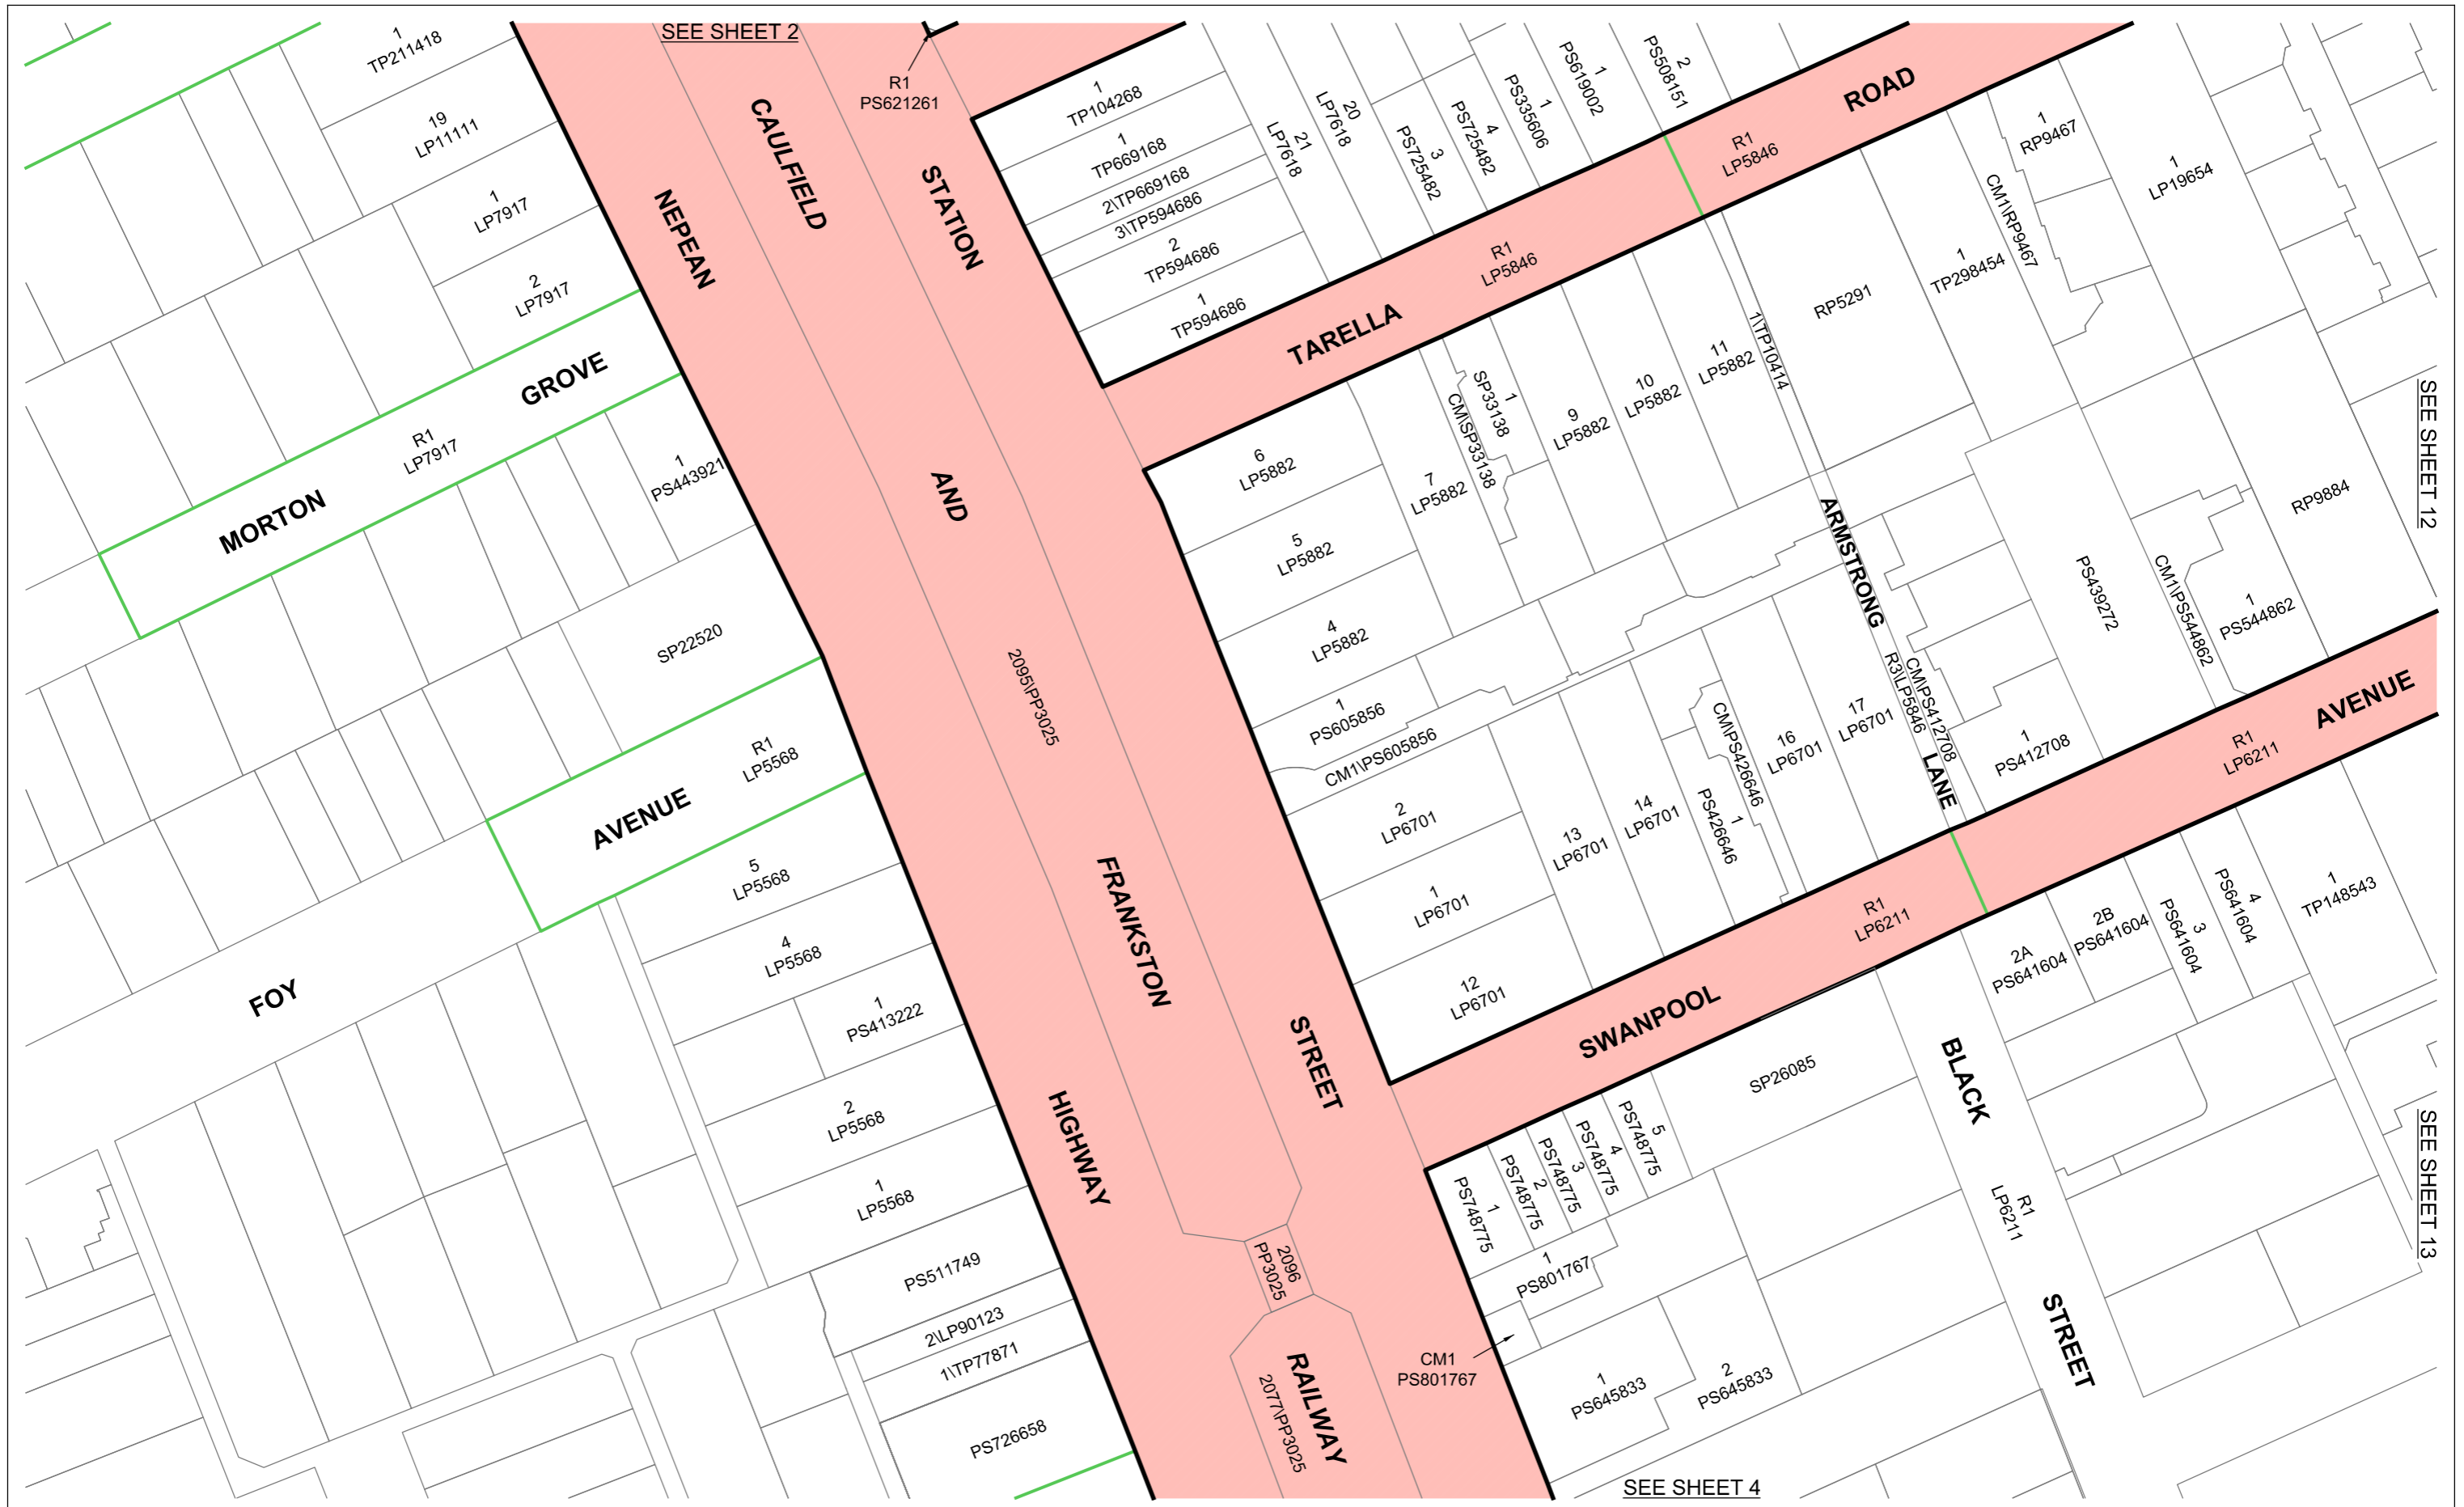 SEE SHEET 2
1
TP211418
19
LP11111
1
LP7917
2
LP7917
R1
PS621261
CAULFIELD
NEPEAN
STATION
1
TP104268
1
TP669168
2\TP669168
3\TP594686
2
TP594686
1
TP594686
21
LP7618
20
LP7618
3
PS725482
4
PS725482
1
PS335606
1
PS619002
2
PS508151
ROAD
R1
LP5846
R1
LP5846
TARELLA
1
RP9467
CM1\RP9467
1
LP19654
1
TP298454
RP5291
1\TP10414
11
LP5882
10
LP5882
9
LP5882
1
SP33138
CM\SP33138
7
LP5882
6
LP5882
5
LP5882
4
LP5882
GROVE
R1
LP7917
MORTON
1
PS443921
AND
SP22520
SEE SHEET 12
RP9884
ARMSTRONG
PS439272
CM1\PS544862
1
PS544862
2095\PP3025
1
PS605856
CM1\PS605856
CM\PS412708
R3\LP5846
LANE
1
PS412708
17
LP6701
16
LP6701
CM\PS426646
1
PS426646
14
LP6701
13
LP6701
2
LP6701
1
LP6701
12
LP6701
AVENUE
R1
LP6211
R1
LP6211
SWANPOOL
R1
LP5568
AVENUE
FOY
5
LP5568
4
LP5568
1
PS413222
2
LP5568
1
LP5568
FRANKSTON
STREET
HIGHWAY
2A
PS641604
2B
PS641604
3
PS641604
4
PS641604
1
TP148543
SP26085
BLACK
5
PS748775
4
PS748775
3
PS748775
2
PS748775
1
PS748775
1
PS801767
R1
LP6211
SEE SHEET 13
STREET
PS511749
2\LP90123
1\TP77871
PS726658
2096
PP3025
RAILWAY
2077\PP3025
CM1
PS801767
1
PS645833
2
PS645833
SEE SHEET 4